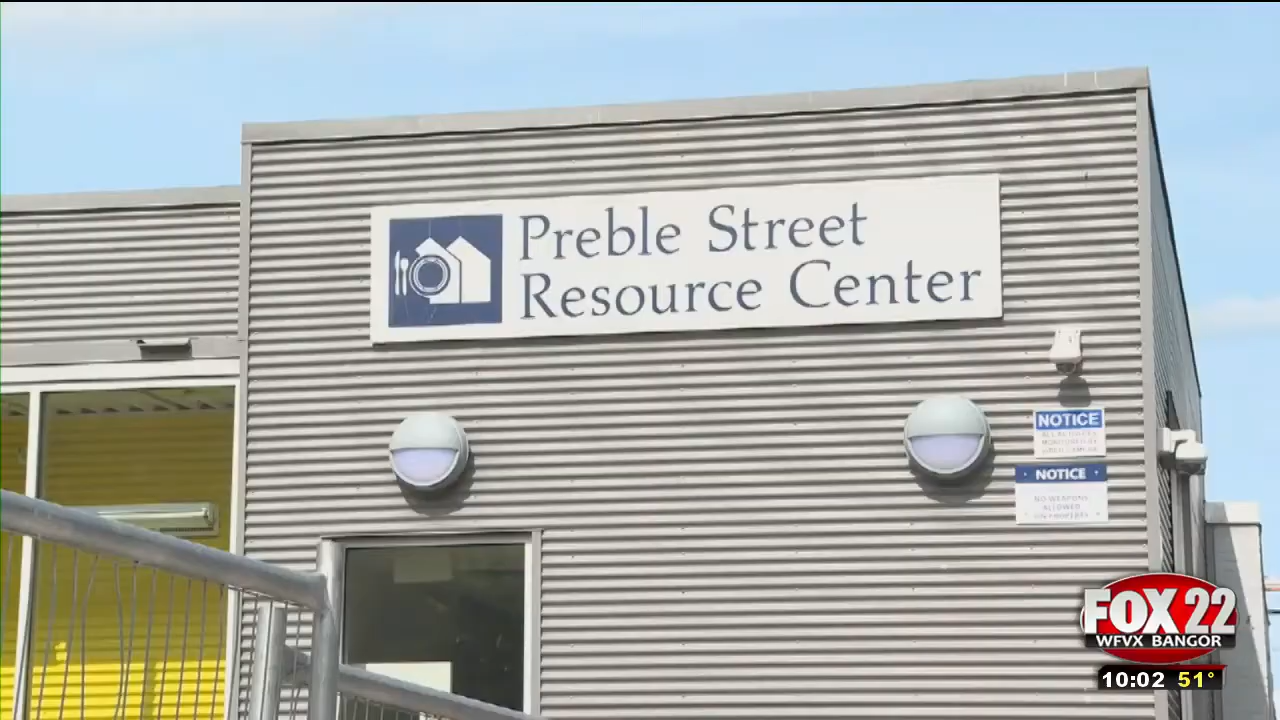 Preble Street
Resource Center
NOTICE
NOTICE
NO WEAPONS
ALLOWED
FOX 22
WFVX BANGOR
10:02 51°